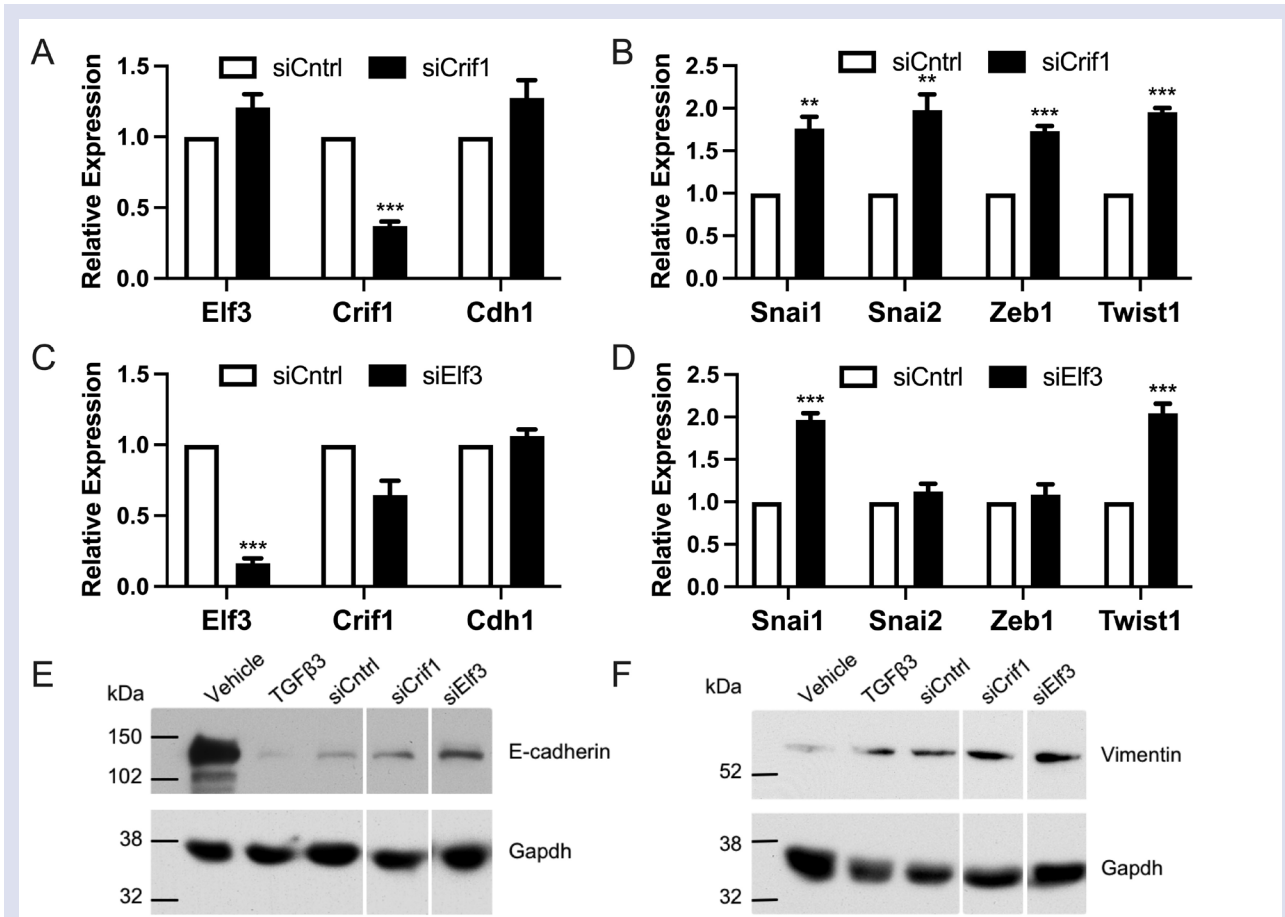 A
siCntrl siCrif1
Relative Expression
1.5
1.0
0.5
0.0
***
Elf3 Crif1 Cdh1
B
siCntrl siCrif1
Relative Expression
2.5
2.0
1.5
1.0
0.5
0.0
** ** *** ***
Snai1 Snai2 Zeb1 Twist1
C
siCntrl siElf3
Relative Expression
1.5
1.0
0.5
0.0
***
Elf3 Crif1 Cdh1
D
siCntrl siElf3
Relative Expression
2.5
2.0
1.5
1.0
0.5
0.0
*** ***
Snai1 Snai2 Zeb1 Twist1
E
kDa
Vehicle TGFβ3 siCntrl siCrif1 siElf3
150
102
E-cadherin
38
32
Gapdh
F
kDa
Vehicle TGFβ3 siCntrl siCrif1 siElf3
52
Vimentin
38
32
Gapdh